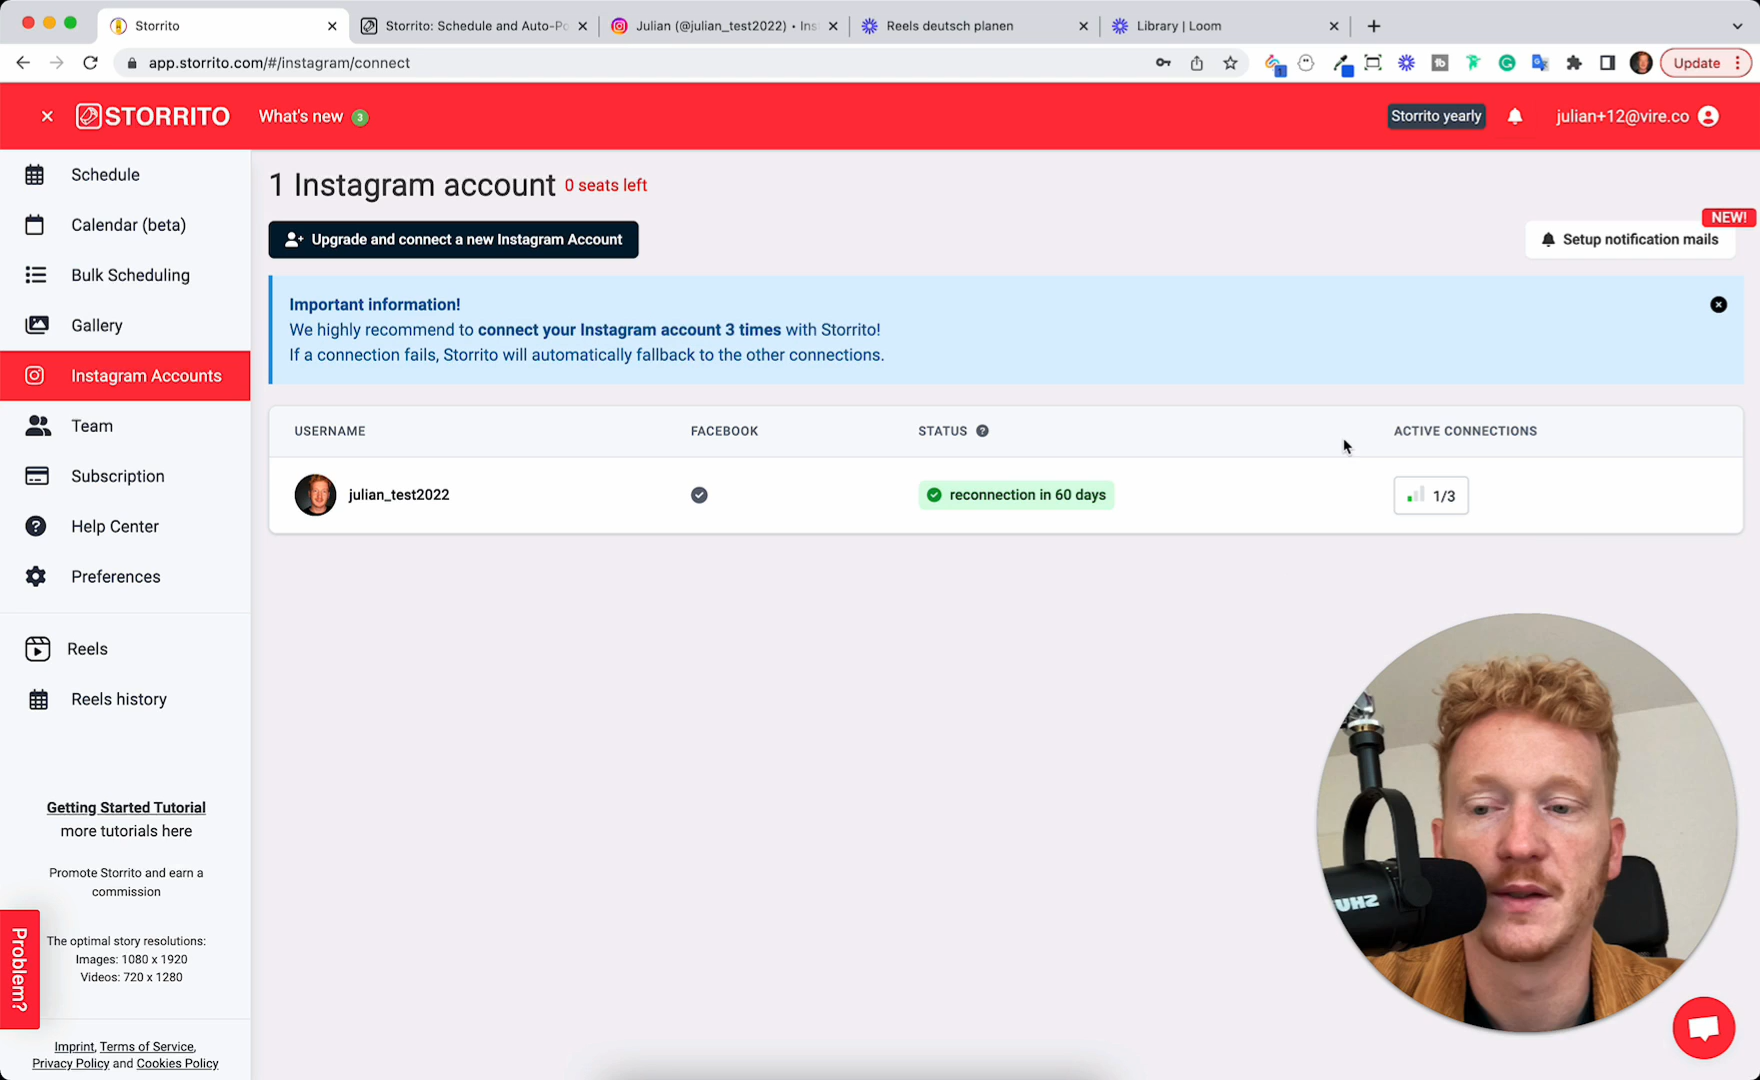 Storrito
Storrito: Schedule and Auto-Po
Julian (@julian_test2022) • Ins
Reels deutsch planen
Library | Loom
app.storrito.com/#/instagram/connect
Update
STORRITO
What's new 3
Storrito yearly
julian+12@vire.co
Schedule
Calendar (beta)
Bulk Scheduling
Gallery
Instagram Accounts
Team
Subscription
Help Center
Preferences
Reels
Reels history
Getting Started Tutorial
more tutorials here
Promote Storrito and earn a
commission
The optimal story resolutions:
Images: 1080 x 1920
Videos: 720 x 1280
Problem?
Imprint, Terms of Service,
Privacy Policy and Cookies Policy
1 Instagram account 0 seats left
Upgrade and connect a new Instagram Account
NEW!
Setup notification mails
Important information!
We highly recommend to connect your Instagram account 3 times with Storrito!
If a connection fails, Storrito will automatically fallback to the other connections.
USERNAME FACEBOOK STATUS ? ACTIVE CONNECTIONS
julian_test2022 reconnection in 60 days 1/3